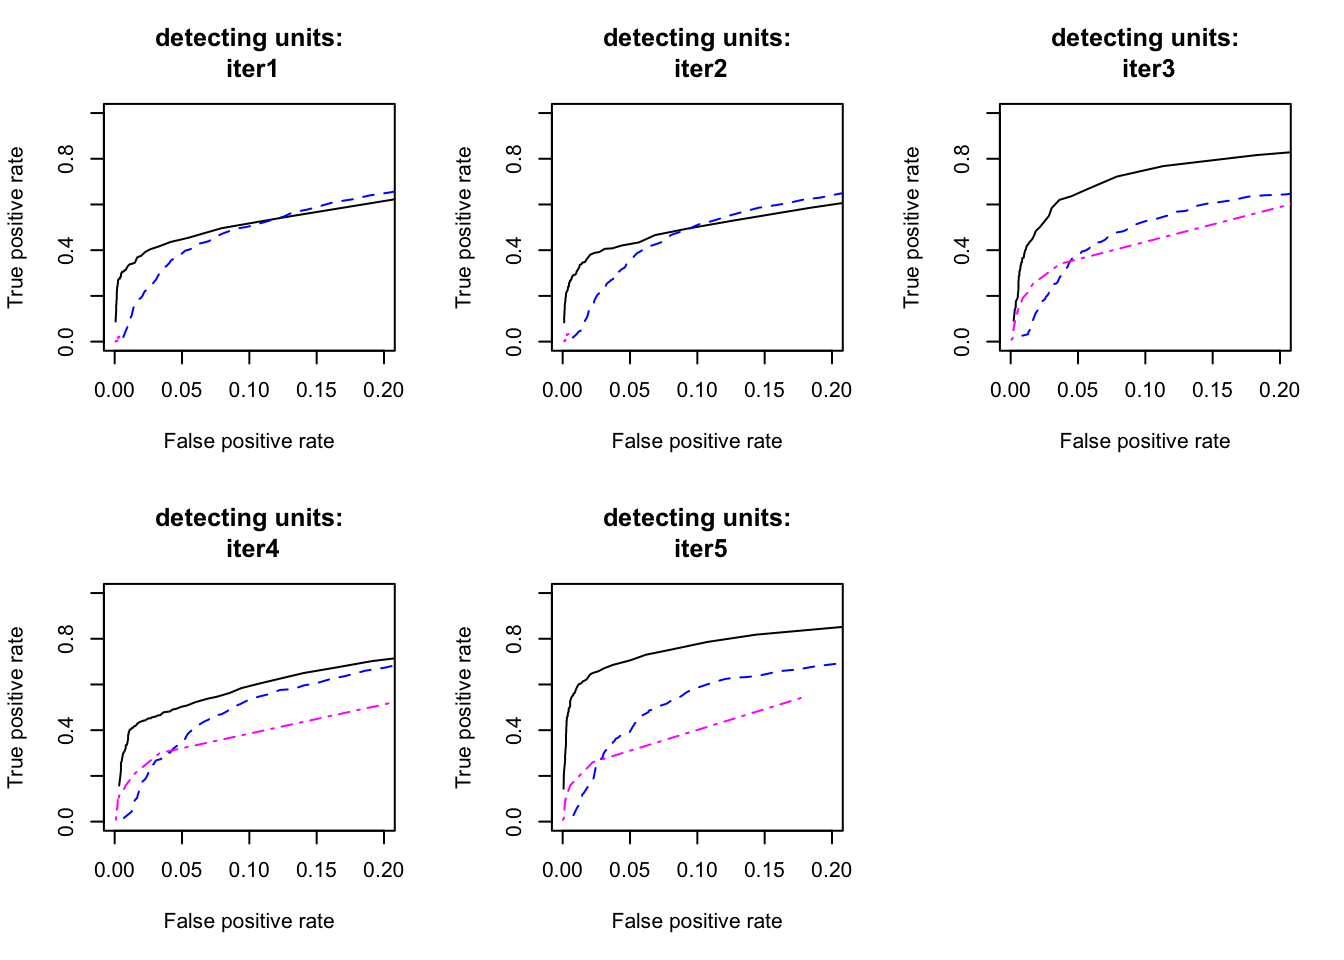 detecting units:
iter1
True positive rate
0.8
0.4
0.0
0.00 0.05 0.10 0.15 0.20
False positive rate
detecting units:
iter2
True positive rate
0.8
0.4
0.0
0.00 0.05 0.10 0.15 0.20
False positive rate
detecting units:
iter3
True positive rate
0.8
0.4
0.0
0.00 0.05 0.10 0.15 0.20
False positive rate
detecting units:
iter4
True positive rate
0.8
0.4
0.0
0.00 0.05 0.10 0.15 0.20
False positive rate
detecting units:
iter5
True positive rate
0.8
0.4
0.0
0.00 0.05 0.10 0.15 0.20
False positive rate